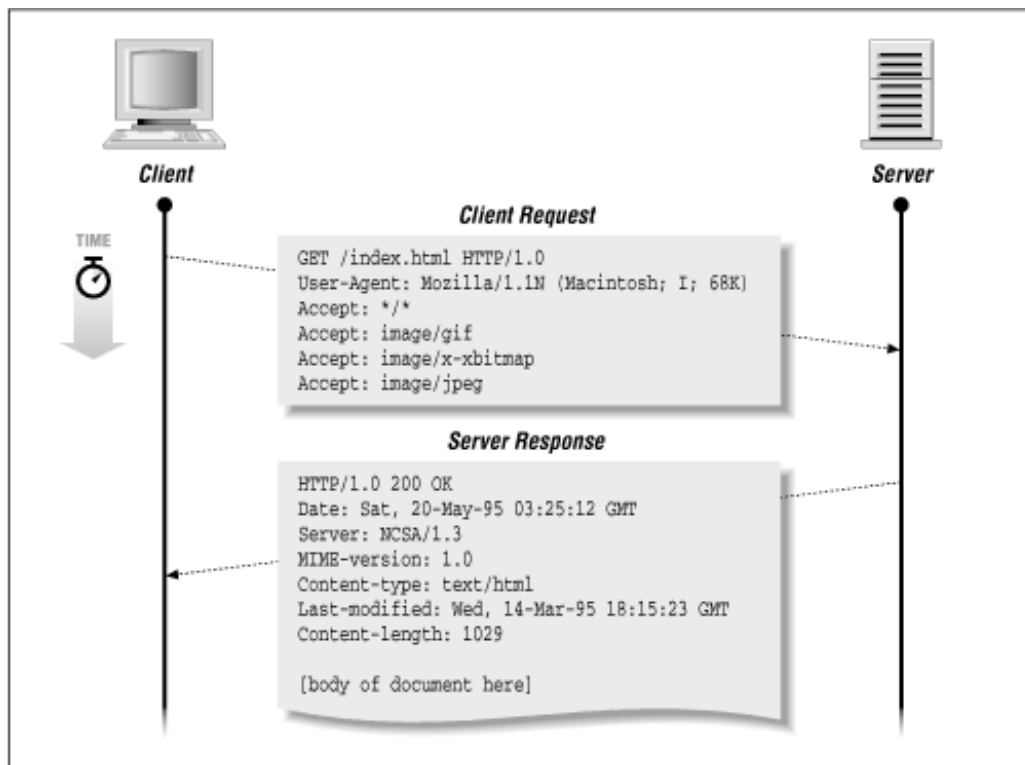 Client
Server
TIME
Client Request
GET /index.html HTTP/1.0
User-Agent: Mozilla/1.1N (Macintosh; I; 68K)
Accept: */*
Accept: image/gif
Accept: image/x-xbitmap
Accept: image/jpeg
Server Response
HTTP/1.0 200 OK
Date: Sat, 20-May-95 03:25:12 GMT
Server: NCSA/1.3
MIME-version: 1.0
Content-type: text/html
Last-modified: Wed, 14-Mar-95 18:15:23 GMT
Content-length: 1029
[body of document here]